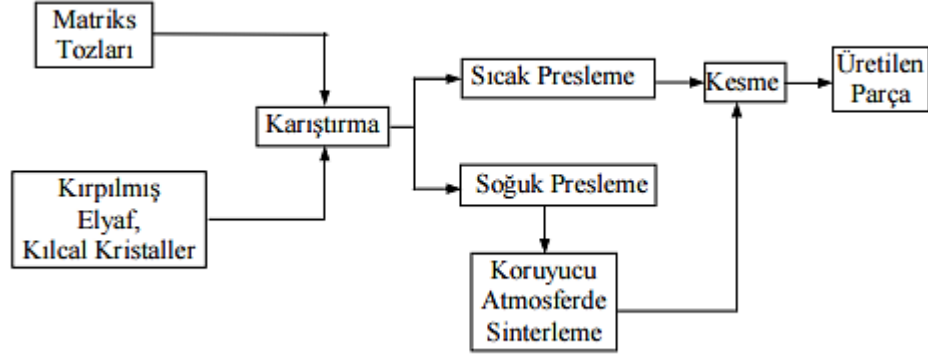 Matriks
Tozları
Karıştırma
Kırpılmış
Elyaf,
Kılcal Kristaller
Sıcak Presleme
Soğuk Presleme
Koruyucu
Atmosferde
Sinterleme
Kesme
Üretilen
Parça